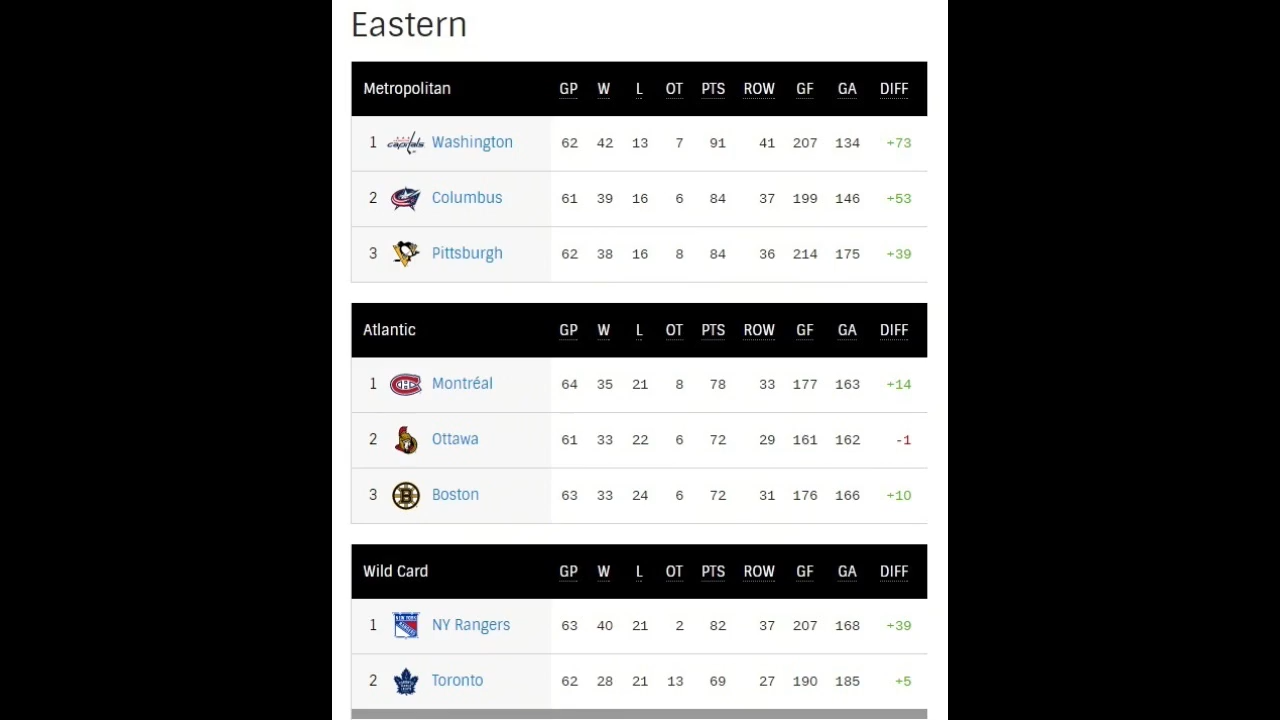 Eastern
Metropolitan GP W L OT PTS ROW GF GA DIFF
1 capitals Washington 62 42 13 7 91 41 207 134 +73
2 Columbus 61 39 16 6 84 37 199 146 +53
3 Pittsburgh 62 38 16 8 84 36 214 175 +39
Atlantic GP W L OT PTS ROW GF GA DIFF
1 Montréal 64 35 21 8 78 33 177 163 +14
2 Ottawa 61 33 22 6 72 29 161 162 -1
3 B Boston 63 33 24 6 72 31 176 166 +10
Wild Card GP W L OT PTS ROW GF GA DIFF
1 NEW YORK RANGERS NY Rangers 63 40 21 2 82 37 207 168 +39
2 Toronto 62 28 21 13 69 27 190 185 +5